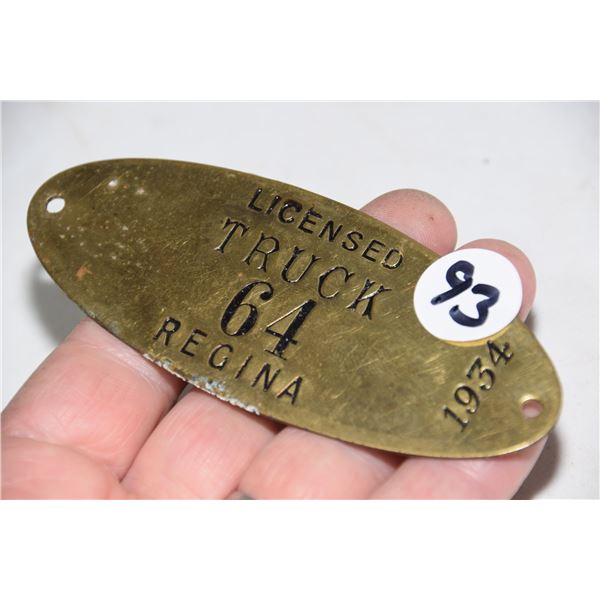 LICENSED
TRUCK
64
REGINA
1934
93